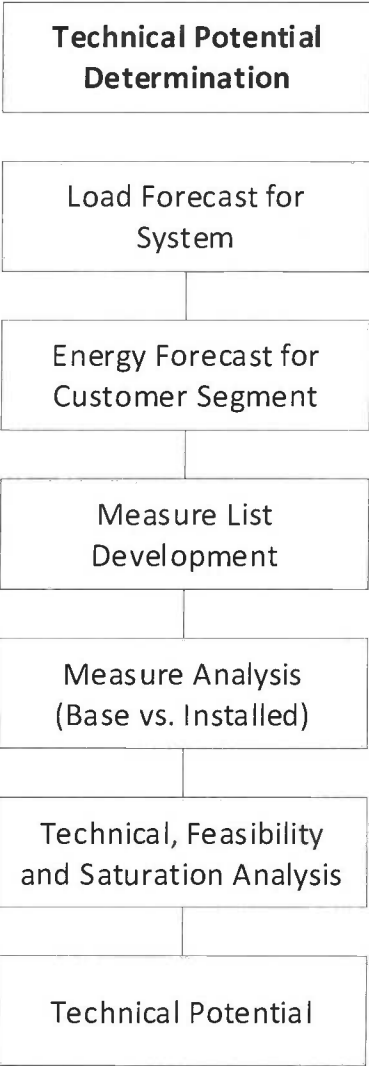 Technical Potential
Determination
Load Forecast for
System
Energy Forecast for
Customer Segment
Measure List
Development
Measure Analysis
(Base vs. Installed)
Technical, Feasibility
and Saturation Analysis
Technical Potential